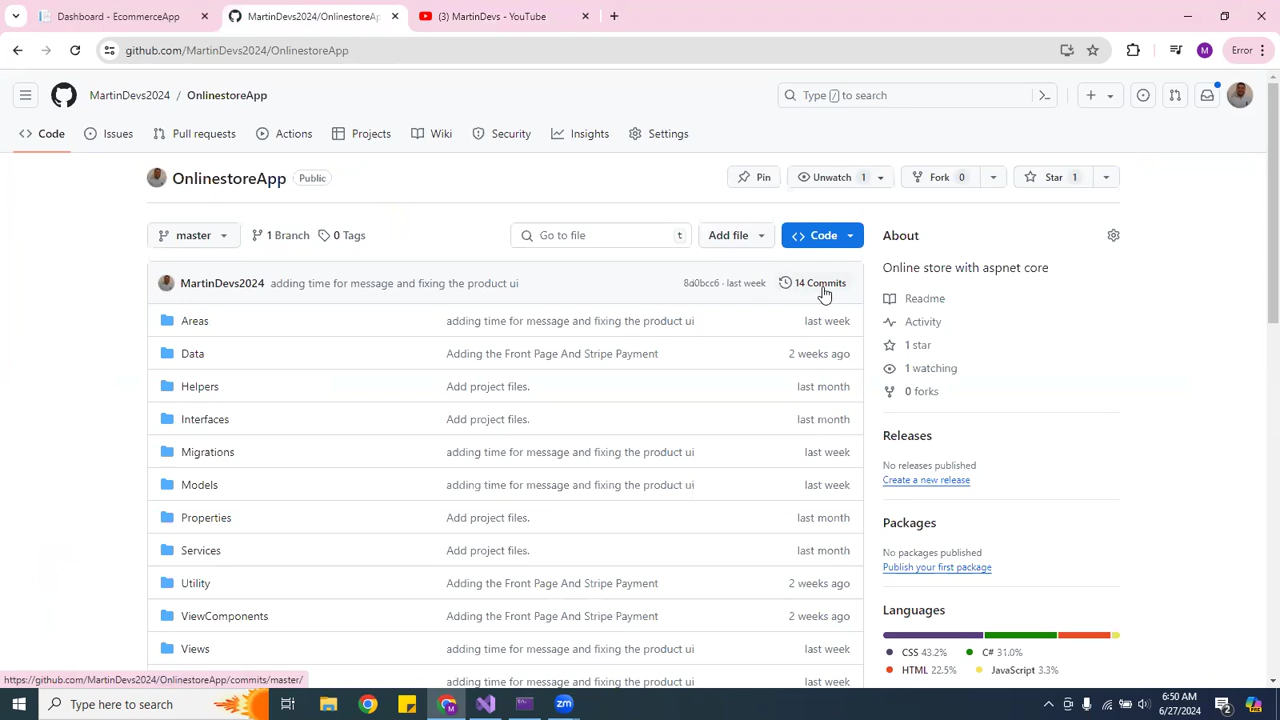 Dashboard - EcommerceApp
MartinDevs2024/OnlinestoreAp
(3) MartinDevs - YouTube
github.com/MartinDevs2024/OnlinestoreApp
Error
MartinDevs2024 / OnlinestoreApp
Type / to search
Code
Issues
Pull requests
Actions
Projects
Wiki
Security
Insights
Settings
OnlinestoreApp
Public
Pin
Unwatch 1
Fork 0
Star 1
master
1 Branch
0 Tags
Go to file
t
Add file
Code
MartinDevs2024 adding time for message and fixing the product ui
8a0bcc6 · last week
14 Commits
Areas adding time for message and fixing the product ui last week
Data Adding the Front Page And Stripe Payment 2 weeks ago
Helpers Add project files. last month
Interfaces Add project files. last month
Migrations adding time for message and fixing the product ui last week
Models adding time for message and fixing the product ui last week
Properties Add project files. last month
Services Add project files. last month
Utility Adding the Front Page And Stripe Payment 2 weeks ago
ViewComponents Adding the Front Page And Stripe Payment 2 weeks ago
Views adding time for message and fixing the product ui last week
adding time for message and fixing the product ui last week
About
Online store with aspnet core
Readme
Activity
1 star
1 watching
0 forks
Releases
No releases published
Create a new release
Packages
No packages published
Publish your first package
Languages
CSS 43.2%
C# 31.0%
HTML 22.5%
JavaScript 3.3%
https://github.com/MartinDevs2024/OnlinestoreApp/commits/master/
Type here to search
6:50 AM
6/27/2024
2